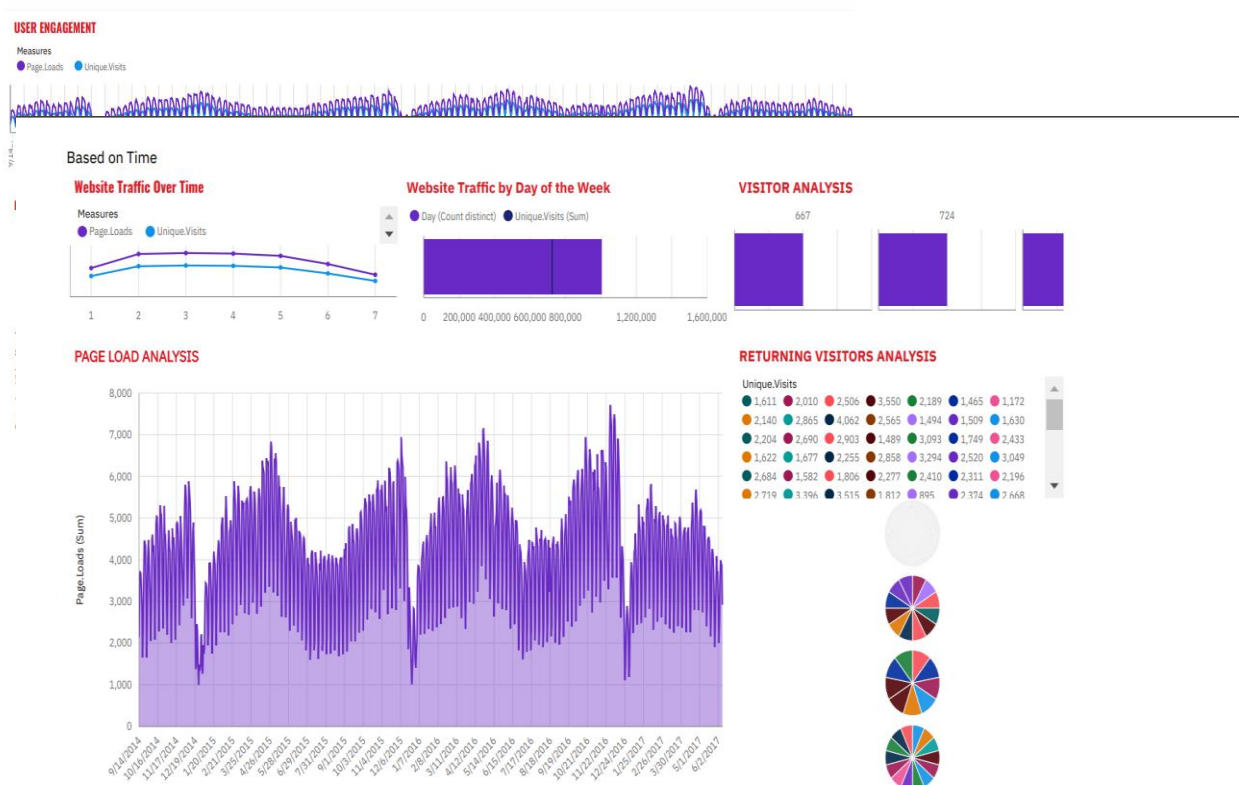 USER ENGAGEMENT
Measures
Page.Loads Unique.Visits
Based on Time
Website Traffic Over Time
Measures
Page.Loads Unique.Visits
1 2 3 4 5 6 7
Website Traffic by Day of the Week
Day (Count distinct) Unique.Visits (Sum)
0 200,000 400,000 600,000 800,000 1,200,000 1,600,000
VISITOR ANALYSIS
667 724
PAGE LOAD ANALYSIS
Page.Loads (Sum)
8,000
7,000
6,000
5,000
4,000
3,000
2,000
1,000
0
9/14/2014 10/16/2014 11/17/2014 12/19/2014 1/20/2015 2/21/2015 3/25/2015 4/26/2015 5/28/2015 6/29/2015 7/31/2015 9/1/2015 10/3/2015 11/4/2015 12/6/2015 1/7/2016 2/8/2016 3/11/2016 4/12/2016 5/14/2016 6/15/2016 7/17/2016 8/18/2016 9/19/2016 10/21/2016 11/22/2016 12/24/2016 1/25/2017 2/26/2017 3/30/2017 5/1/2017 6/2/2017
RETURNING VISITORS ANALYSIS
Unique.Visits
1,611 2,010 2,506 3,550 2,189 1,465 1,172
2,140 2,865 4,062 2,565 1,494 1,509 1,630
2,204 2,690 2,903 1,489 3,093 1,749 2,433
1,622 1,677 2,255 2,858 3,294 2,520 3,049
2,684 1,582 1,806 2,277 2,410 2,311 2,196
2,719 3,396 3,515 1,812 895 2,374 2,668